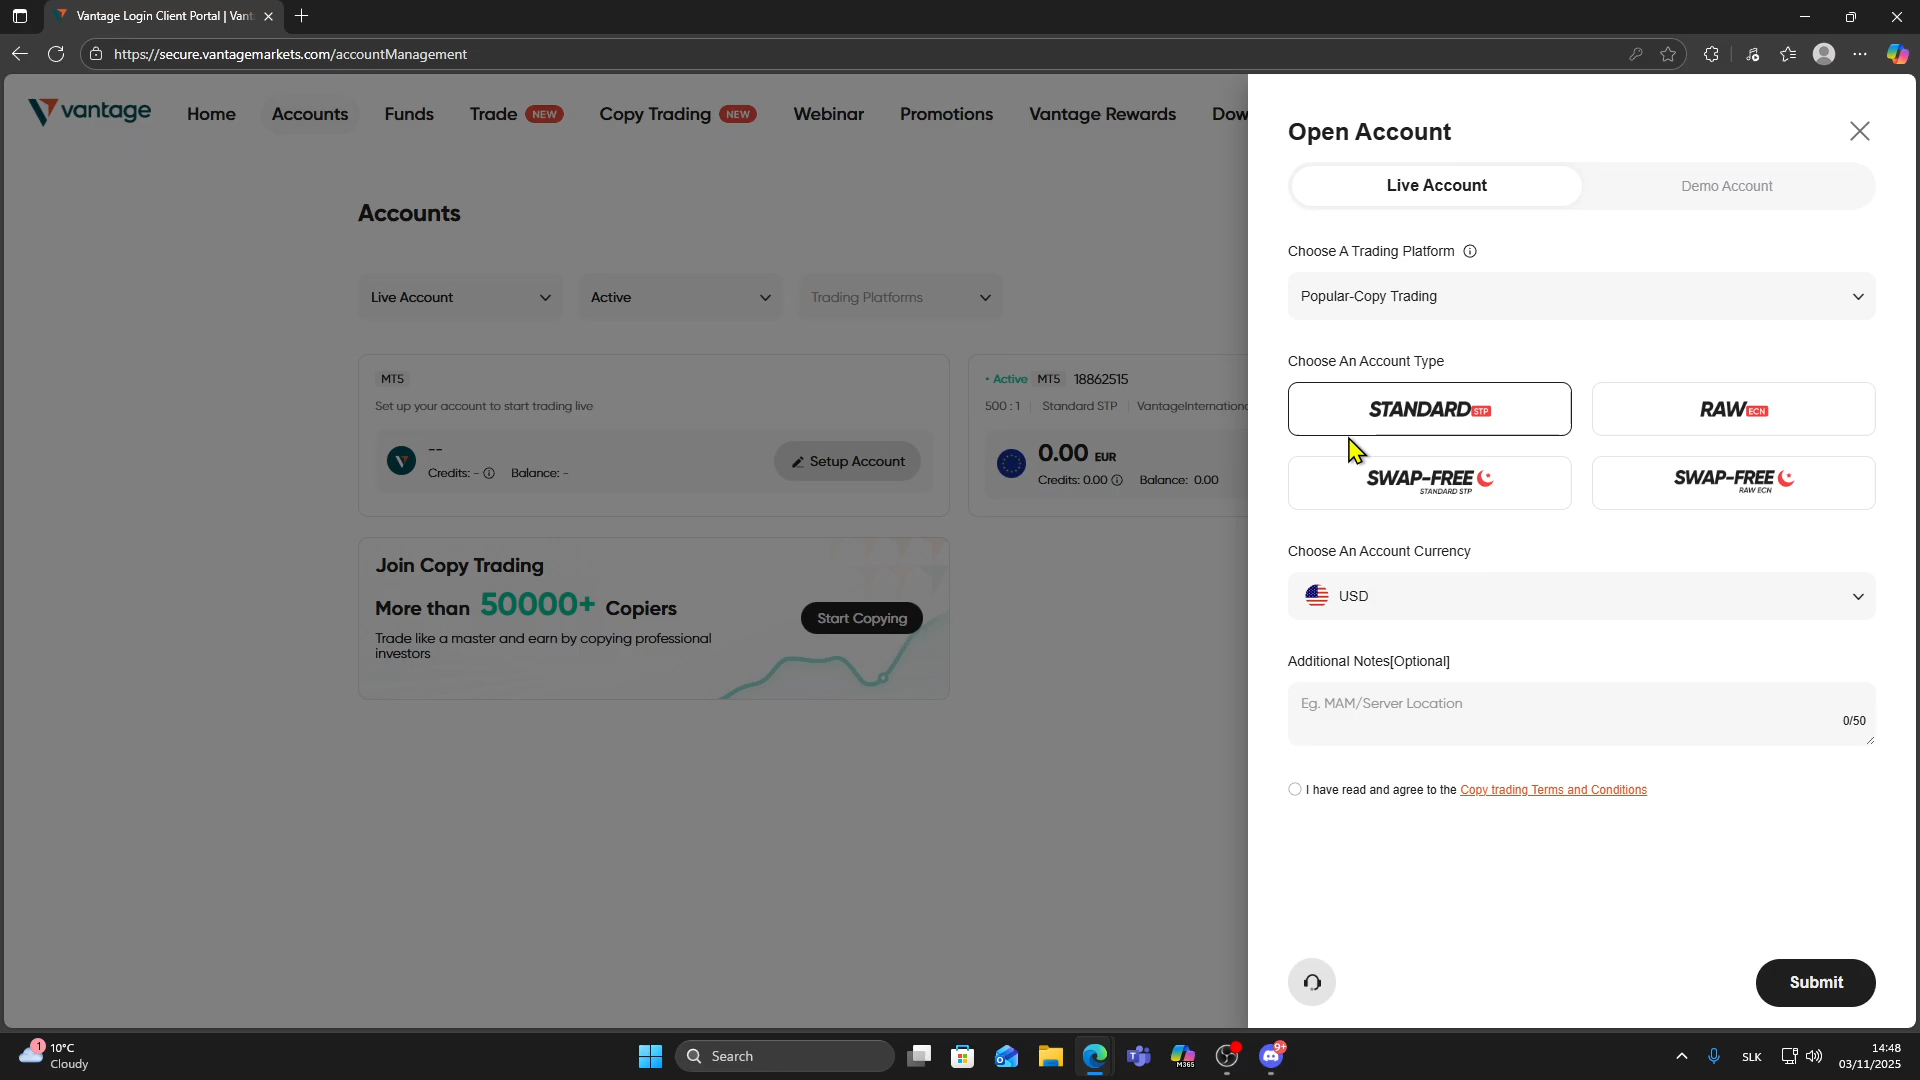 Vantage Login Client Portal | Vant
https://secure.vantagemarkets.com/accountManagement
vantage
Home
Accounts
Funds
Trade NEW
Copy Trading NEW
Webinar
Promotions
Vantage Rewards
Dow
Accounts
Live Account
Active
Trading Platforms
MT5
Set up your account to start trading live
--
Credits: - Balance: -
Setup Account
Active MT5 18862515
500 : 1 Standard STP VantageInternationa
0.00 EUR
Credits: 0.00 Balance: 0.00
Join Copy Trading
More than 50000+ Copiers
Trade like a master and earn by copying professional
investors
Start Copying
Open Account
Live Account
Demo Account
Choose A Trading Platform
Popular-Copy Trading
Choose An Account Type
STANDARD STP
RAW ECN
SWAP-FREE
STANDARD STP
SWAP-FREE
RAW ECN
Choose An Account Currency
USD
Additional Notes[Optional]
Eg. MAM/Server Location
0/50
I have read and agree to the Copy trading Terms and Conditions
Submit
1
10°C
Cloudy
Search
M365
9+
SLK
14:48
03/11/2025